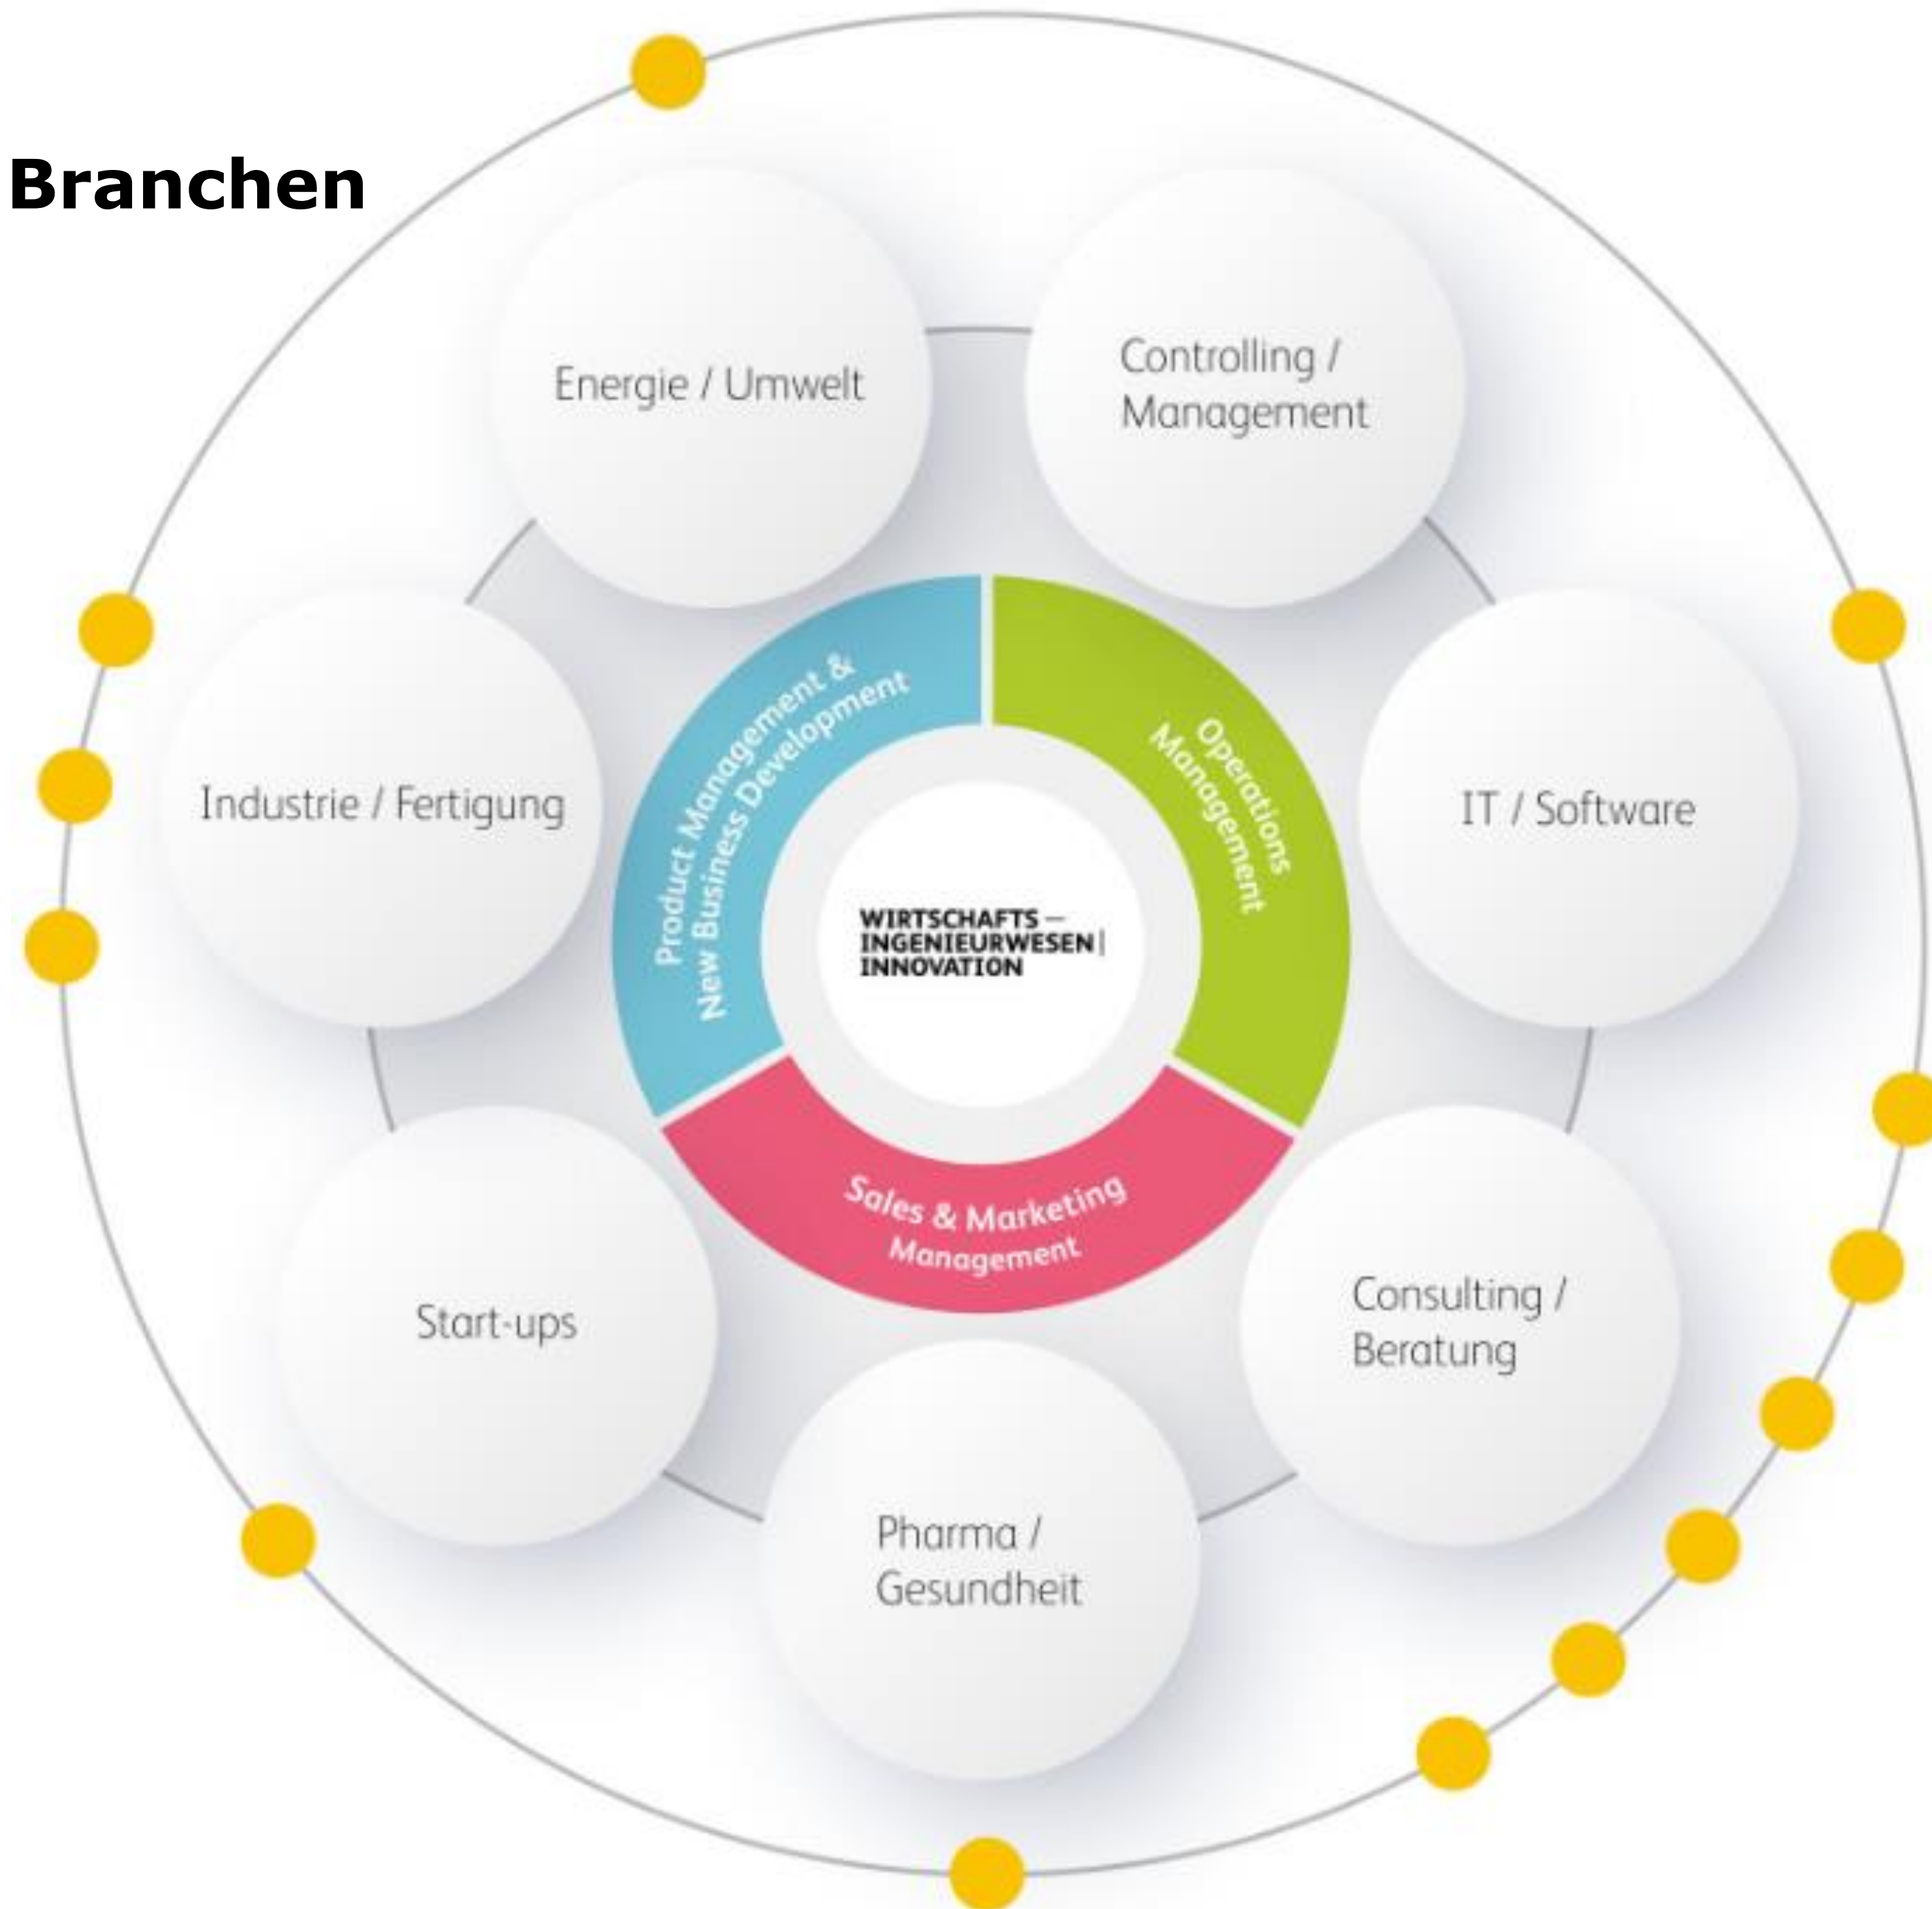 Branchen
Energie / Umwelt
Controlling /
Management
Industrie / Fertigung
IT / Software
Product Management &
New Business Development
Operations
Management
WIRTSCHAFTS —
INGENIEURWESEN|
INNOVATION
Sales & Marketing
Management
Start-ups
Consulting /
Beratung
Pharma /
Gesundheit